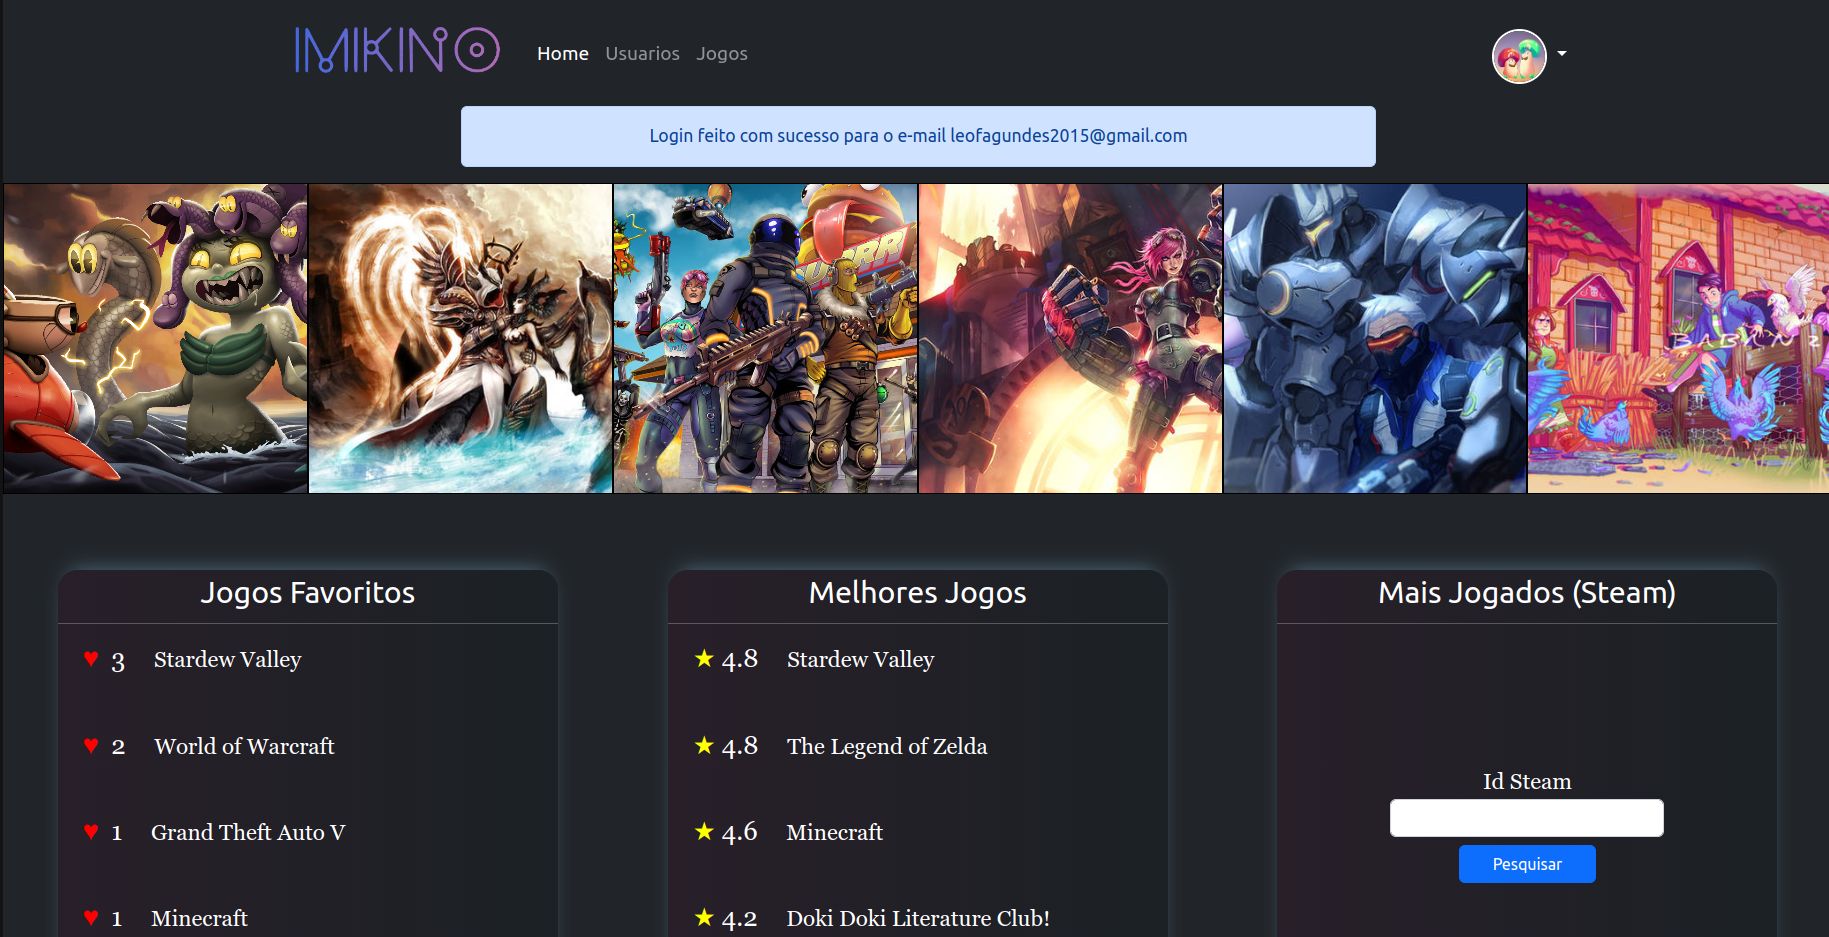 IMIKINO
Home Usuarios Jogos
Login feito com sucesso para o e-mail leofagundes2015@gmail.com
BABVN 2
Jogos Favoritos
♥ 3 Stardew Valley
♥ 2 World of Warcraft
♥ 1 Grand Theft Auto V
♥ 1 Minecraft
Melhores Jogos
★ 4.8 Stardew Valley
★ 4.8 The Legend of Zelda
★ 4.6 Minecraft
★ 4.2 Doki Doki Literature Club!
Mais Jogados (Steam)
Id Steam
Pesquisar